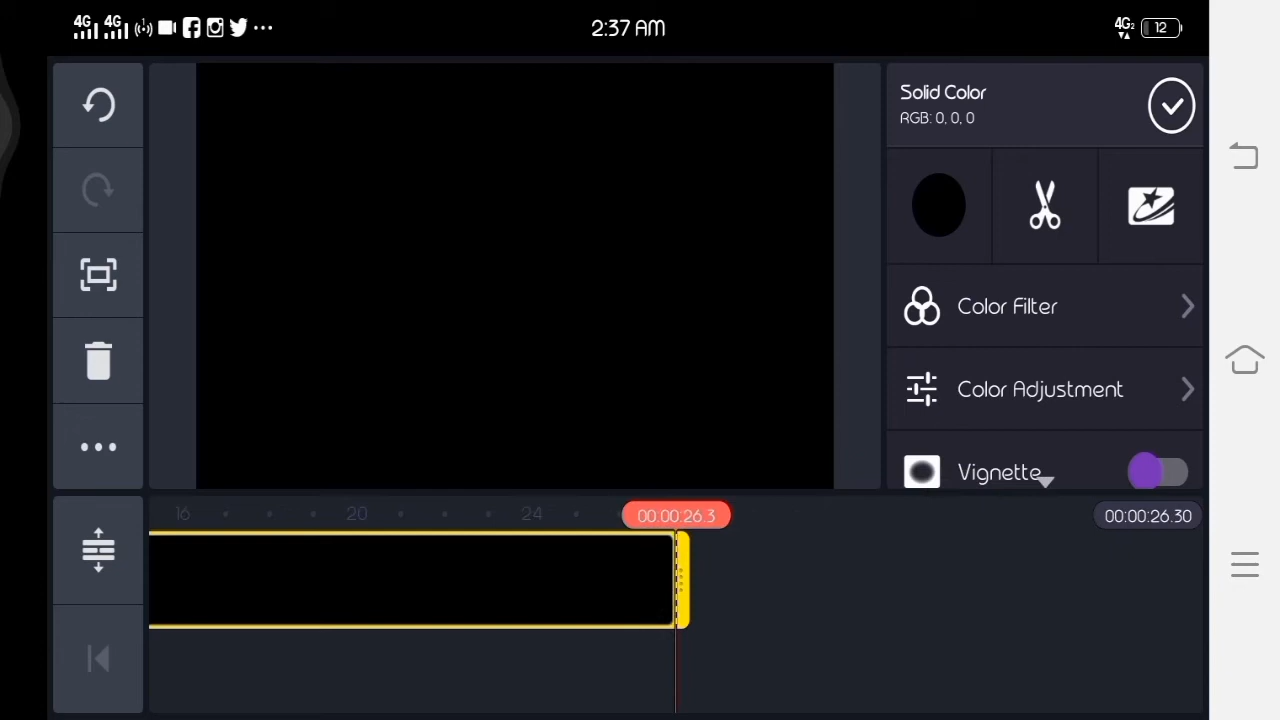 4G 4G 2:37 AM 4G2 12
Solid Color
RGB: 0, 0, 0
Color Filter
Color Adjustment
Vignette
16 20 24 00:00:26.3 00:00:26.30